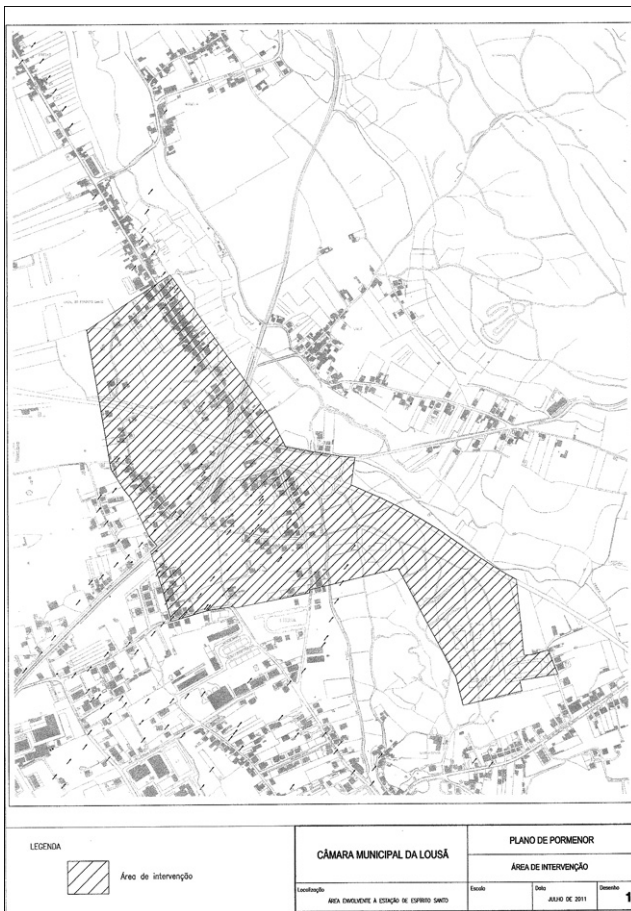 LEGENDA
Área de intervenção
CÂMARA MUNICIPAL DA LOUSÃ
Localização
ÁREA ENVOLVENTE À ESTAÇÃO DE ESPÍRITO SANTO
PLANO DE PORMENOR
ÁREA DE INTERVENÇÃO
Escala
Data
JULHO DE 2011
Desenho
1